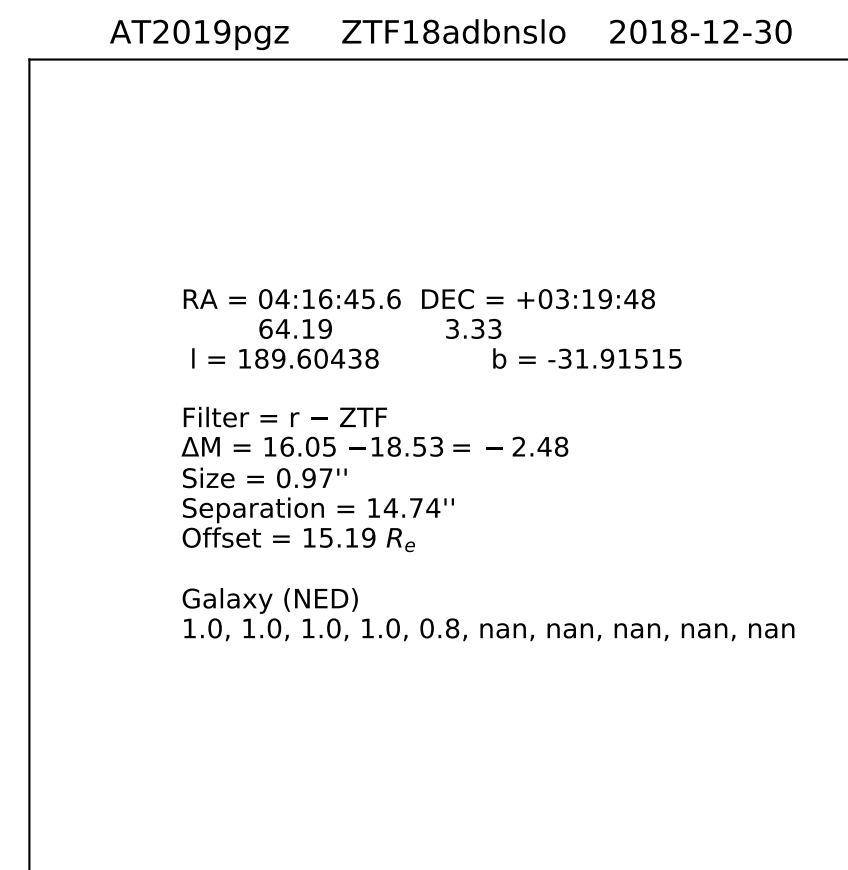 AT2019pgz ZTF18adbnslo 2018-12-30
RA = 04:16:45.6 DEC = +03:19:48
64.19 3.33
l = 189.60438 b = -31.91515
Filter = r − ZTF
ΔM = 16.05 −18.53 = − 2.48
Size = 0.97''
Separation = 14.74''
Offset = 15.19 Re
Galaxy (NED)
1.0, 1.0, 1.0, 1.0, 0.8, nan, nan, nan, nan, nan